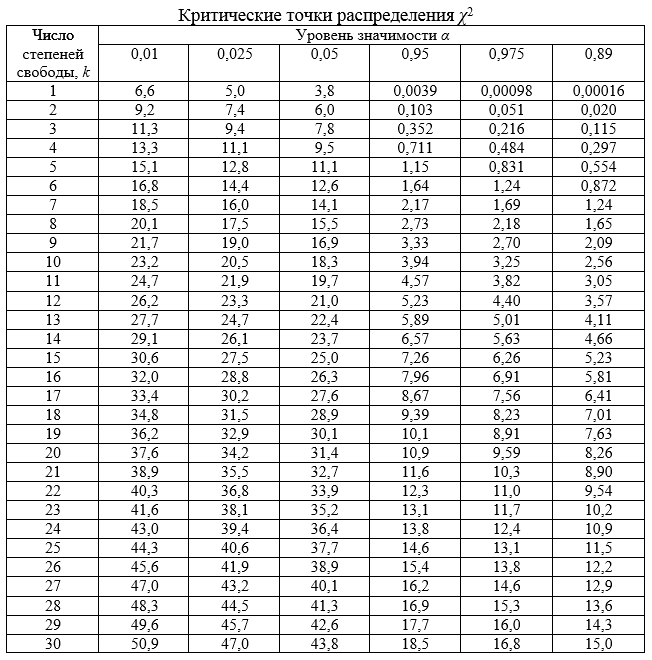 Критические точки распределения χ2
Число степеней свободы, k Уровень значимости α
0,01 0,025 0,05 0,95 0,975 0,89
1 6,6 5,0 3,8 0,0039 0,00098 0,00016
2 9,2 7,4 6,0 0,103 0,051 0,020
3 11,3 9,4 7,8 0,352 0,216 0,115
4 13,3 11,1 9,5 0,711 0,484 0,297
5 15,1 12,8 11,1 1,15 0,831 0,554
6 16,8 14,4 12,6 1,64 1,24 0,872
7 18,5 16,0 14,1 2,17 1,69 1,24
8 20,1 17,5 15,5 2,73 2,18 1,65
9 21,7 19,0 16,9 3,33 2,70 2,09
10 23,2 20,5 18,3 3,94 3,25 2,56
11 24,7 21,9 19,7 4,57 3,82 3,05
12 26,2 23,3 21,0 5,23 4,40 3,57
13 27,7 24,7 22,4 5,89 5,01 4,11
14 29,1 26,1 23,7 6,57 5,63 4,66
15 30,6 27,5 25,0 7,26 6,26 5,23
16 32,0 28,8 26,3 7,96 6,91 5,81
17 33,4 30,2 27,6 8,67 7,56 6,41
18 34,8 31,5 28,9 9,39 8,23 7,01
19 36,2 32,9 30,1 10,1 8,91 7,63
20 37,6 34,2 31,4 10,9 9,59 8,26
21 38,9 35,5 32,7 11,6 10,3 8,90
22 40,3 36,8 33,9 12,3 11,0 9,54
23 41,6 38,1 35,2 13,1 11,7 10,2
24 43,0 39,4 36,4 13,8 12,4 10,9
25 44,3 40,6 37,7 14,6 13,1 11,5
26 45,6 41,9 38,9 15,4 13,8 12,2
27 47,0 43,2 40,1 16,2 14,6 12,9
28 48,3 44,5 41,3 16,9 15,3 13,6
29 49,6 45,7 42,6 17,7 16,0 14,3
30 50,9 47,0 43,8 18,5 16,8 15,0